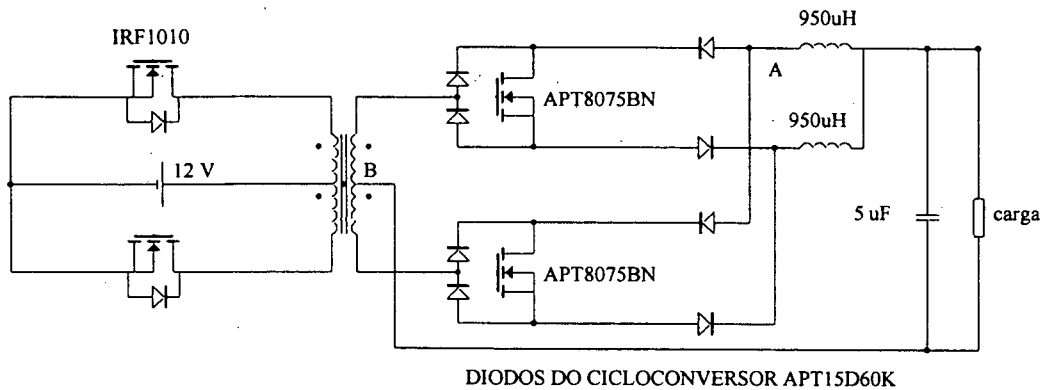 950uH
IRF1010
A
APT8075BN
950uH
12 V
B
5 uF
carga
APT8075BN
DIODOS DO CICLOCONVERSOR APT15D60K